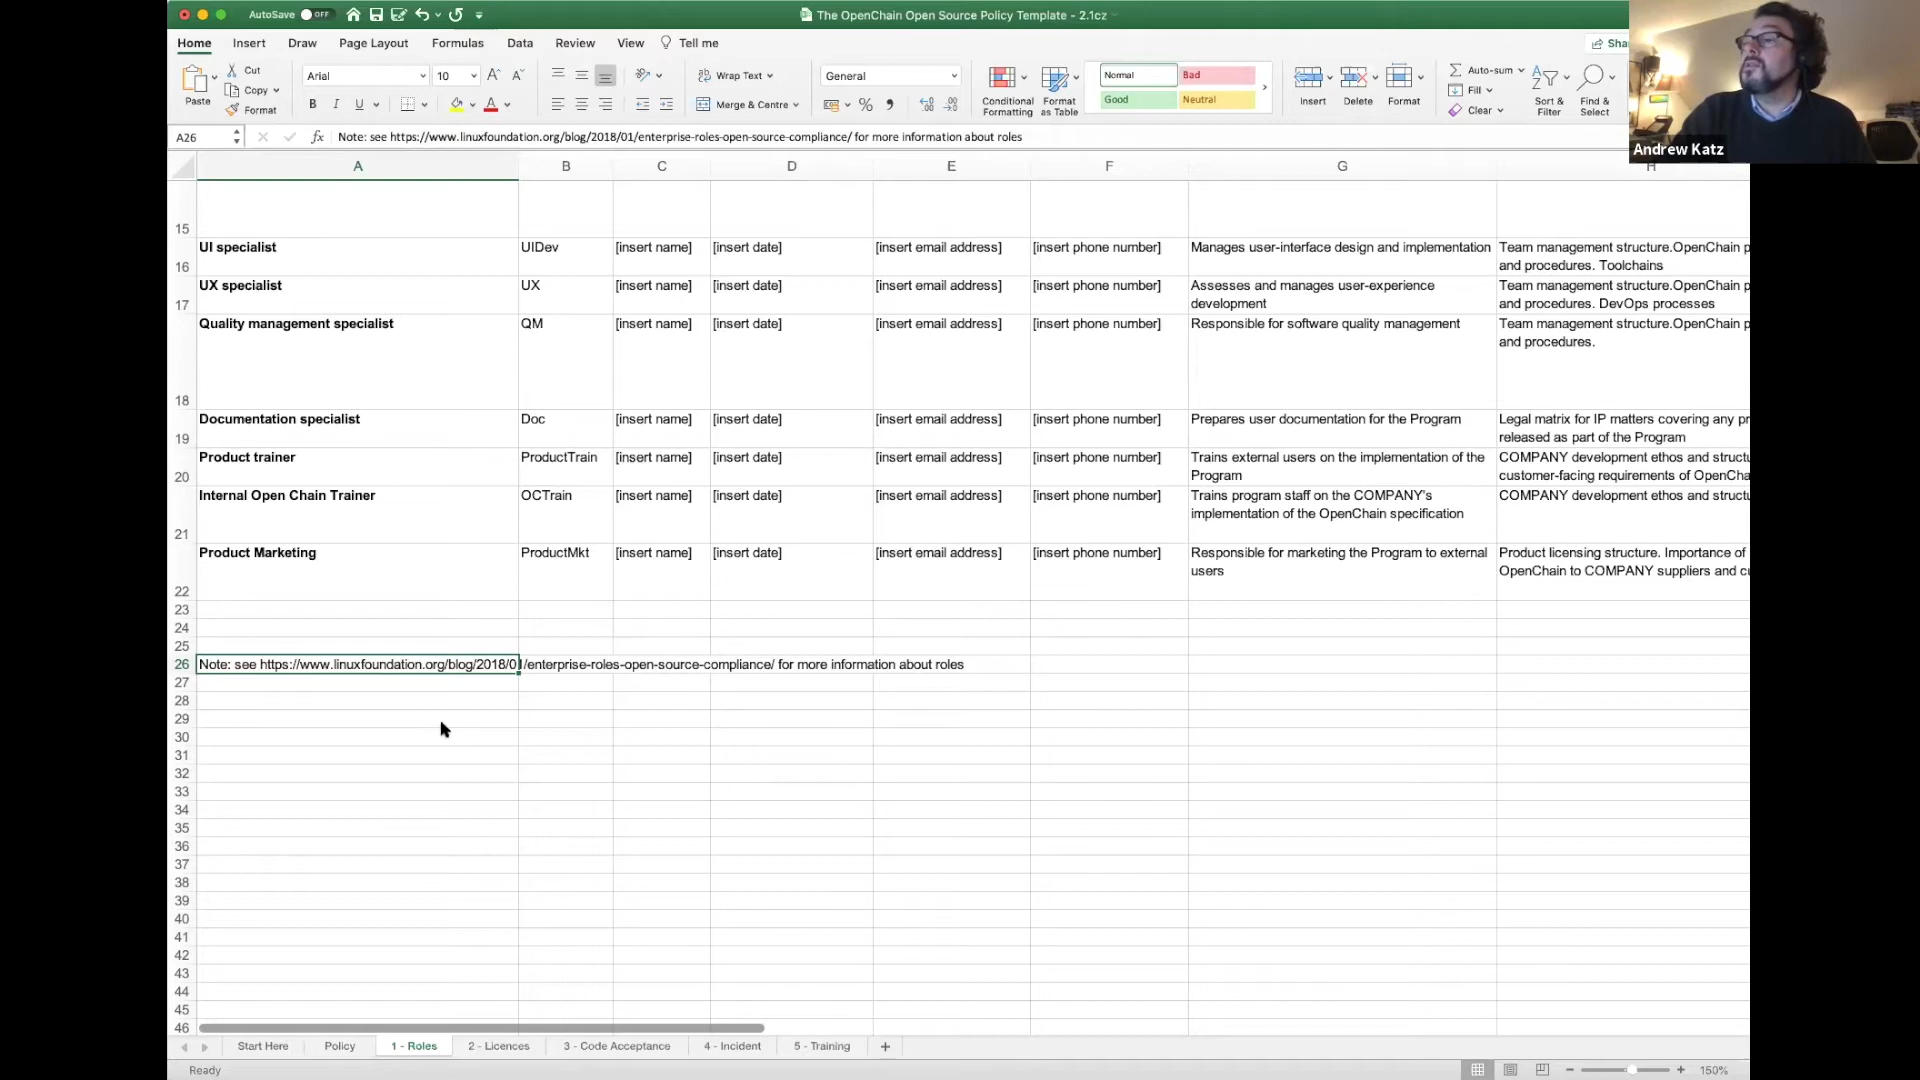 AutoSave OFF
The OpenChain Open Source Policy Template - 2.1cz
Home Insert Draw Page Layout Formulas Data Review View Tell me
Paste
Cut
Copy
Format
Arial 10
B I U
Wrap Text
Merge & Centre
General
Conditional Formatting
Format as Table
Normal Bad
Good Neutral
Insert Delete Format
Auto-sum
Fill
Clear
Sort & Filter
Find & Select
Andrew Katz
A26 fx Note: see https://www.linuxfoundation.org/blog/2018/01/enterprise-roles-open-source-compliance/ for more information about roles
A B C D E F G H
15
16 UI specialist UIDev [insert name] [insert date] [insert email address] [insert phone number] Manages user-interface design and implementation Team management structure.OpenChain
and procedures. Toolchains
17 UX specialist UX [insert name] [insert date] [insert email address] [insert phone number] Assesses and manages user-experience Team management structure.OpenChain
development and procedures. DevOps processes
18 Quality management specialist QM [insert name] [insert date] [insert email address] [insert phone number] Responsible for software quality management Team management structure.OpenChain
and procedures.
19 Documentation specialist Doc [insert name] [insert date] [insert email address] [insert phone number] Prepares user documentation for the Program Legal matrix for IP matters covering any
released as part of the Program
20 Product trainer ProductTrain [insert name] [insert date] [insert email address] [insert phone number] Trains external users on the implementation of the COMPANY development ethos and
Program customer-facing requirements of
21 Internal Open Chain Trainer OCTrain [insert name] [insert date] [insert email address] [insert phone number] Trains program staff on the COMPANY's COMPANY development ethos and
implementation of the OpenChain specification
22 Product Marketing ProductMkt [insert name] [insert date] [insert email address] [insert phone number] Responsible for marketing the Program to external Product licensing structure. Importance of
users OpenChain to COMPANY suppliers and
23
24
25
26 Note: see https://www.linuxfoundation.org/blog/2018/01/enterprise-roles-open-source-compliance/ for more information about roles
27
28
29
30
31
32
33
34
35
36
37
38
39
40
41
42
43
44
45
46
Start Here Policy 1 - Roles 2 - Licences 3 - Code Acceptance 4 - Incident 5 - Training
Ready 150%